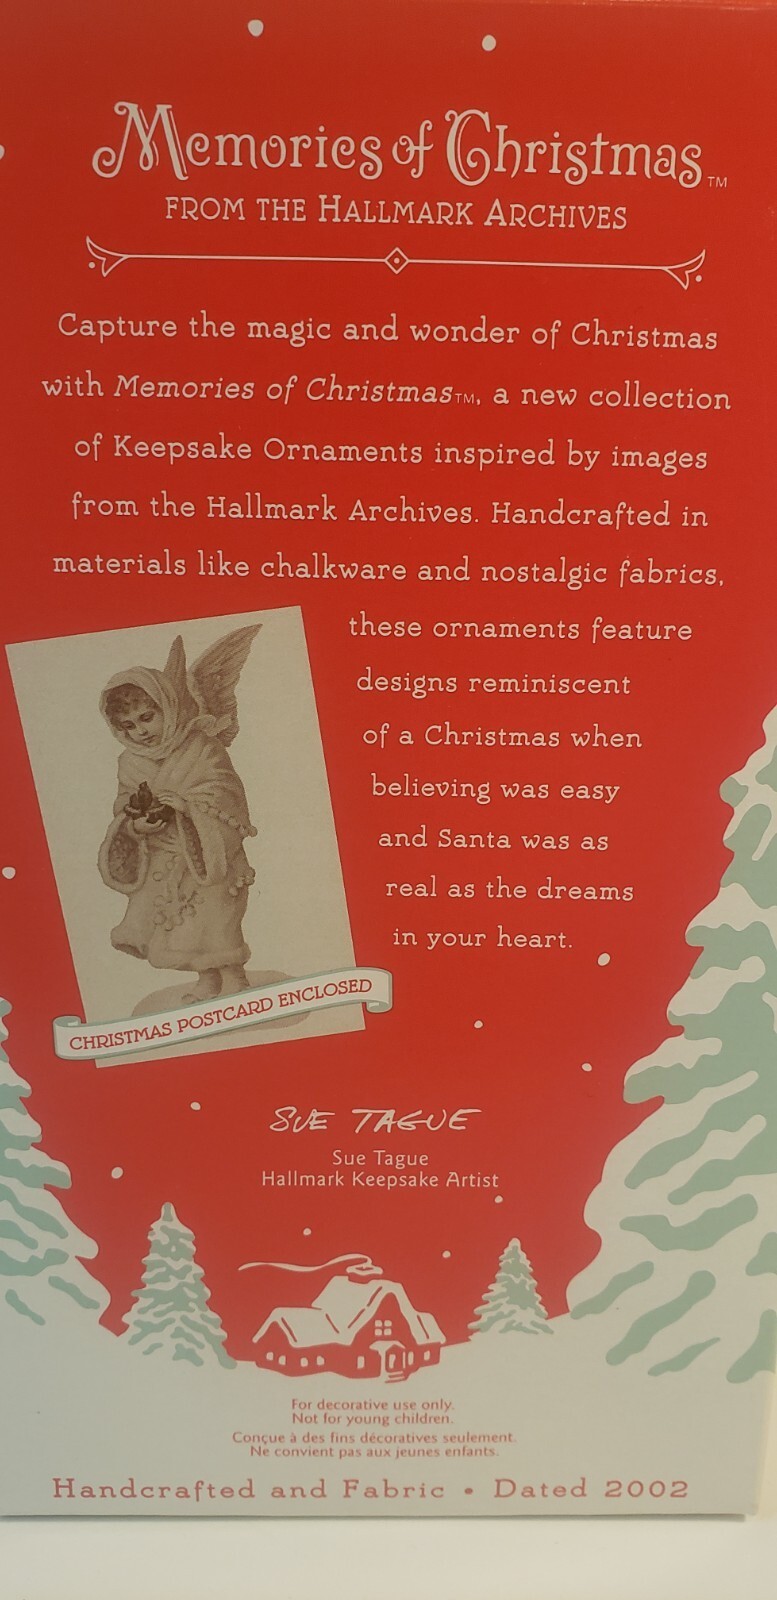 Memories of Christmas™
FROM THE HALLMARK ARCHIVES
Capture the magic and wonder of Christmas
with Memories of Christmas™, a new collection
of Keepsake Ornaments inspired by images
from the Hallmark Archives. Handcrafted in
materials like chalkware and nostalgic fabrics,
these ornaments feature
designs reminiscent
of a Christmas when
believing was easy
and Santa was as
real as the dreams
in your heart.
CHRISTMAS POSTCARD ENCLOSED
SUE TAGUE
Sue Tague
Hallmark Keepsake Artist
For decorative use only.
Not for young children.
Conçue à des fins décoratives seulement.
Ne convient pas aux jeunes enfants.
Handcrafted and Fabric • Dated 2002